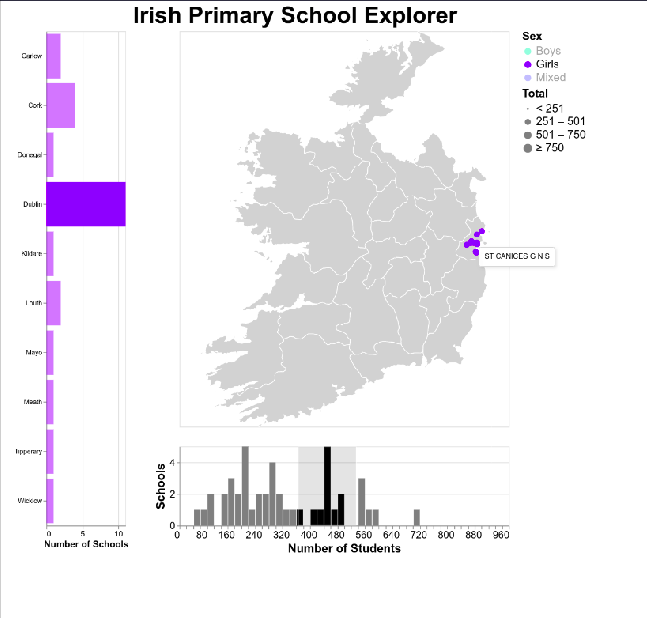 Irish Primary School Explorer
Carlow
Cork
Donegal
Dublin
Kildare
Louth
Mayo
Meath
Tipperary
Wicklow
0 5 10
Number of Schools
Sex
Boys
Girls
Mixed
Total
< 251
251 – 501
501 – 750
≥ 750
ST CANICES G N S
Schools
4
2
0
0 80 160 240 320 400 480 560 640 720 800 880 960
Number of Students